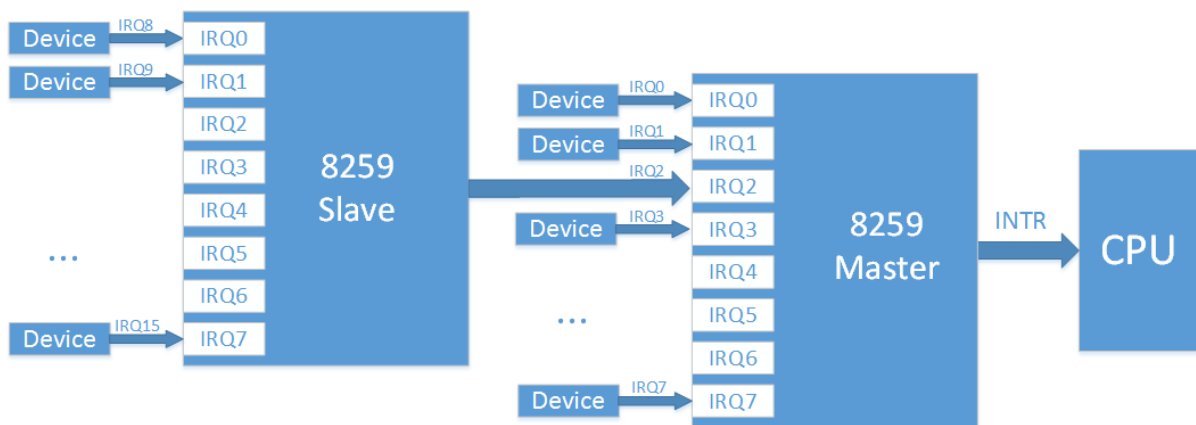 Device
IRQ8
IRQ0
Device
IRQ9
IRQ1
IRQ2
IRQ3
IRQ4
IRQ5
IRQ6
...
Device
IRQ15
IRQ7
8259
Slave
Device
IRQ0
IRQ0
Device
IRQ1
IRQ1
IRQ2
IRQ2
Device
IRQ3
IRQ3
IRQ4
IRQ5
IRQ6
...
Device
IRQ7
IRQ7
8259
Master
INTR
CPU